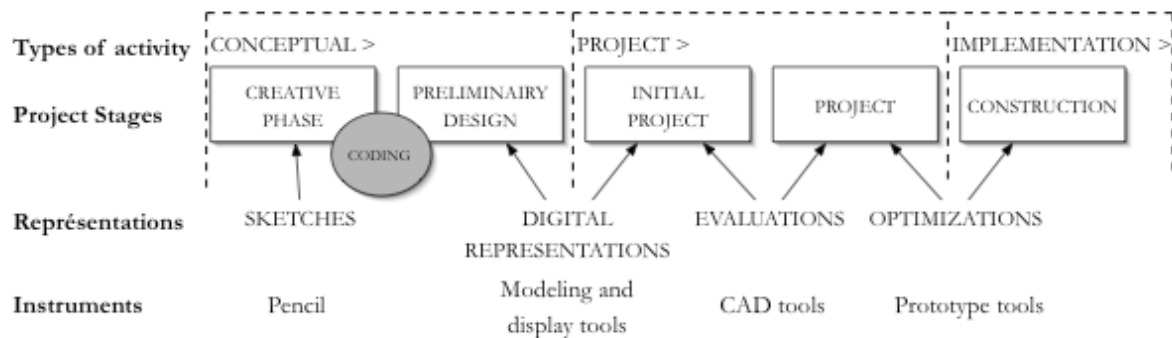 Types of activity
CONCEPTUAL >
PROJECT >
IMPLEMENTATION >
Project Stages
CREATIVE
PHASE
CODING
PRELIMINAIRY
DESIGN
INITIAL
PROJECT
PROJECT
CONSTRUCTION
Représentations
SKETCHES
DIGITAL
REPRESENTATIONS
EVALUATIONS
OPTIMIZATIONS
Instruments
Pencil
Modeling and
display tools
CAD tools
Prototype tools